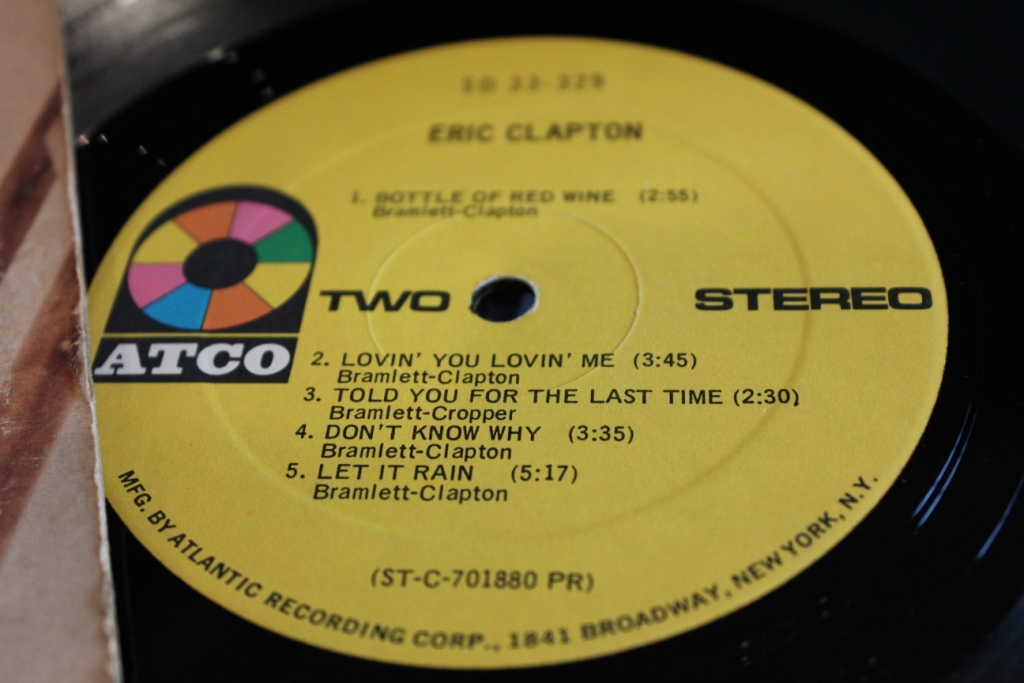 SD 33-329
ERIC CLAPTON
1. BOTTLE OF RED WINE (2:55)
Bramlett-Clapton
TWO
STEREO
ATCO
2. LOVIN' YOU LOVIN' ME (3:45)
Bramlett-Clapton
3. TOLD YOU FOR THE LAST TIME (2:30)
Bramlett-Cropper
4. DON'T KNOW WHY (3:35)
Bramlett-Clapton
5. LET IT RAIN (5:17)
Bramlett-Clapton
(ST-C-701880 PR)
MFG. BY ATLANTIC RECORDING CORP., 1841 BROADWAY, NEW YORK, N.Y.